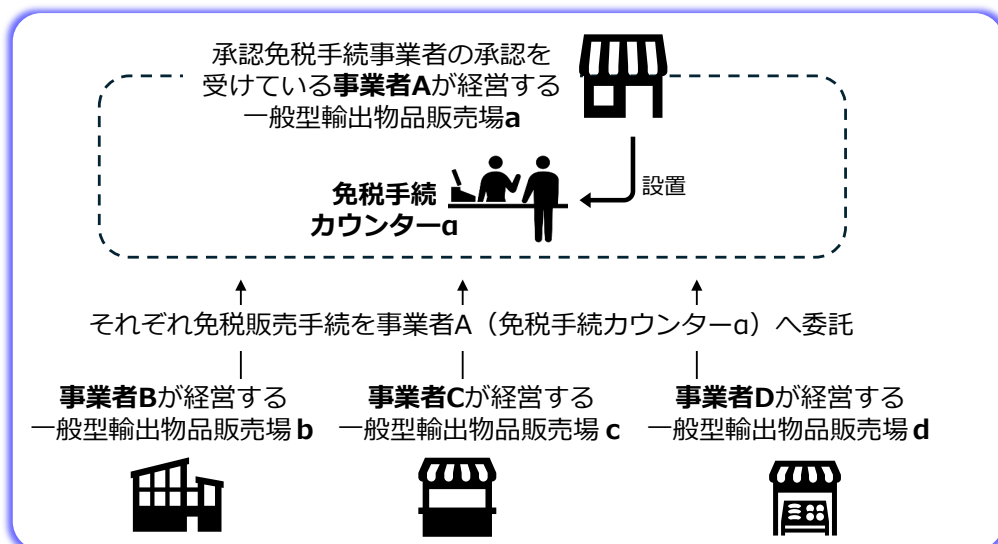 承認免税手続事業者の承認を
受けている事業者Aが経営する
一般型輸出物品販売場a
免税手続
カウンターα
設置
それぞれ免税販売手続を事業者A（免税手続カウンターα）へ委託
事業者Bが経営する
一般型輸出物品販売場b
事業者Cが経営する
一般型輸出物品販売場c
事業者Dが経営する
一般型輸出物品販売場d